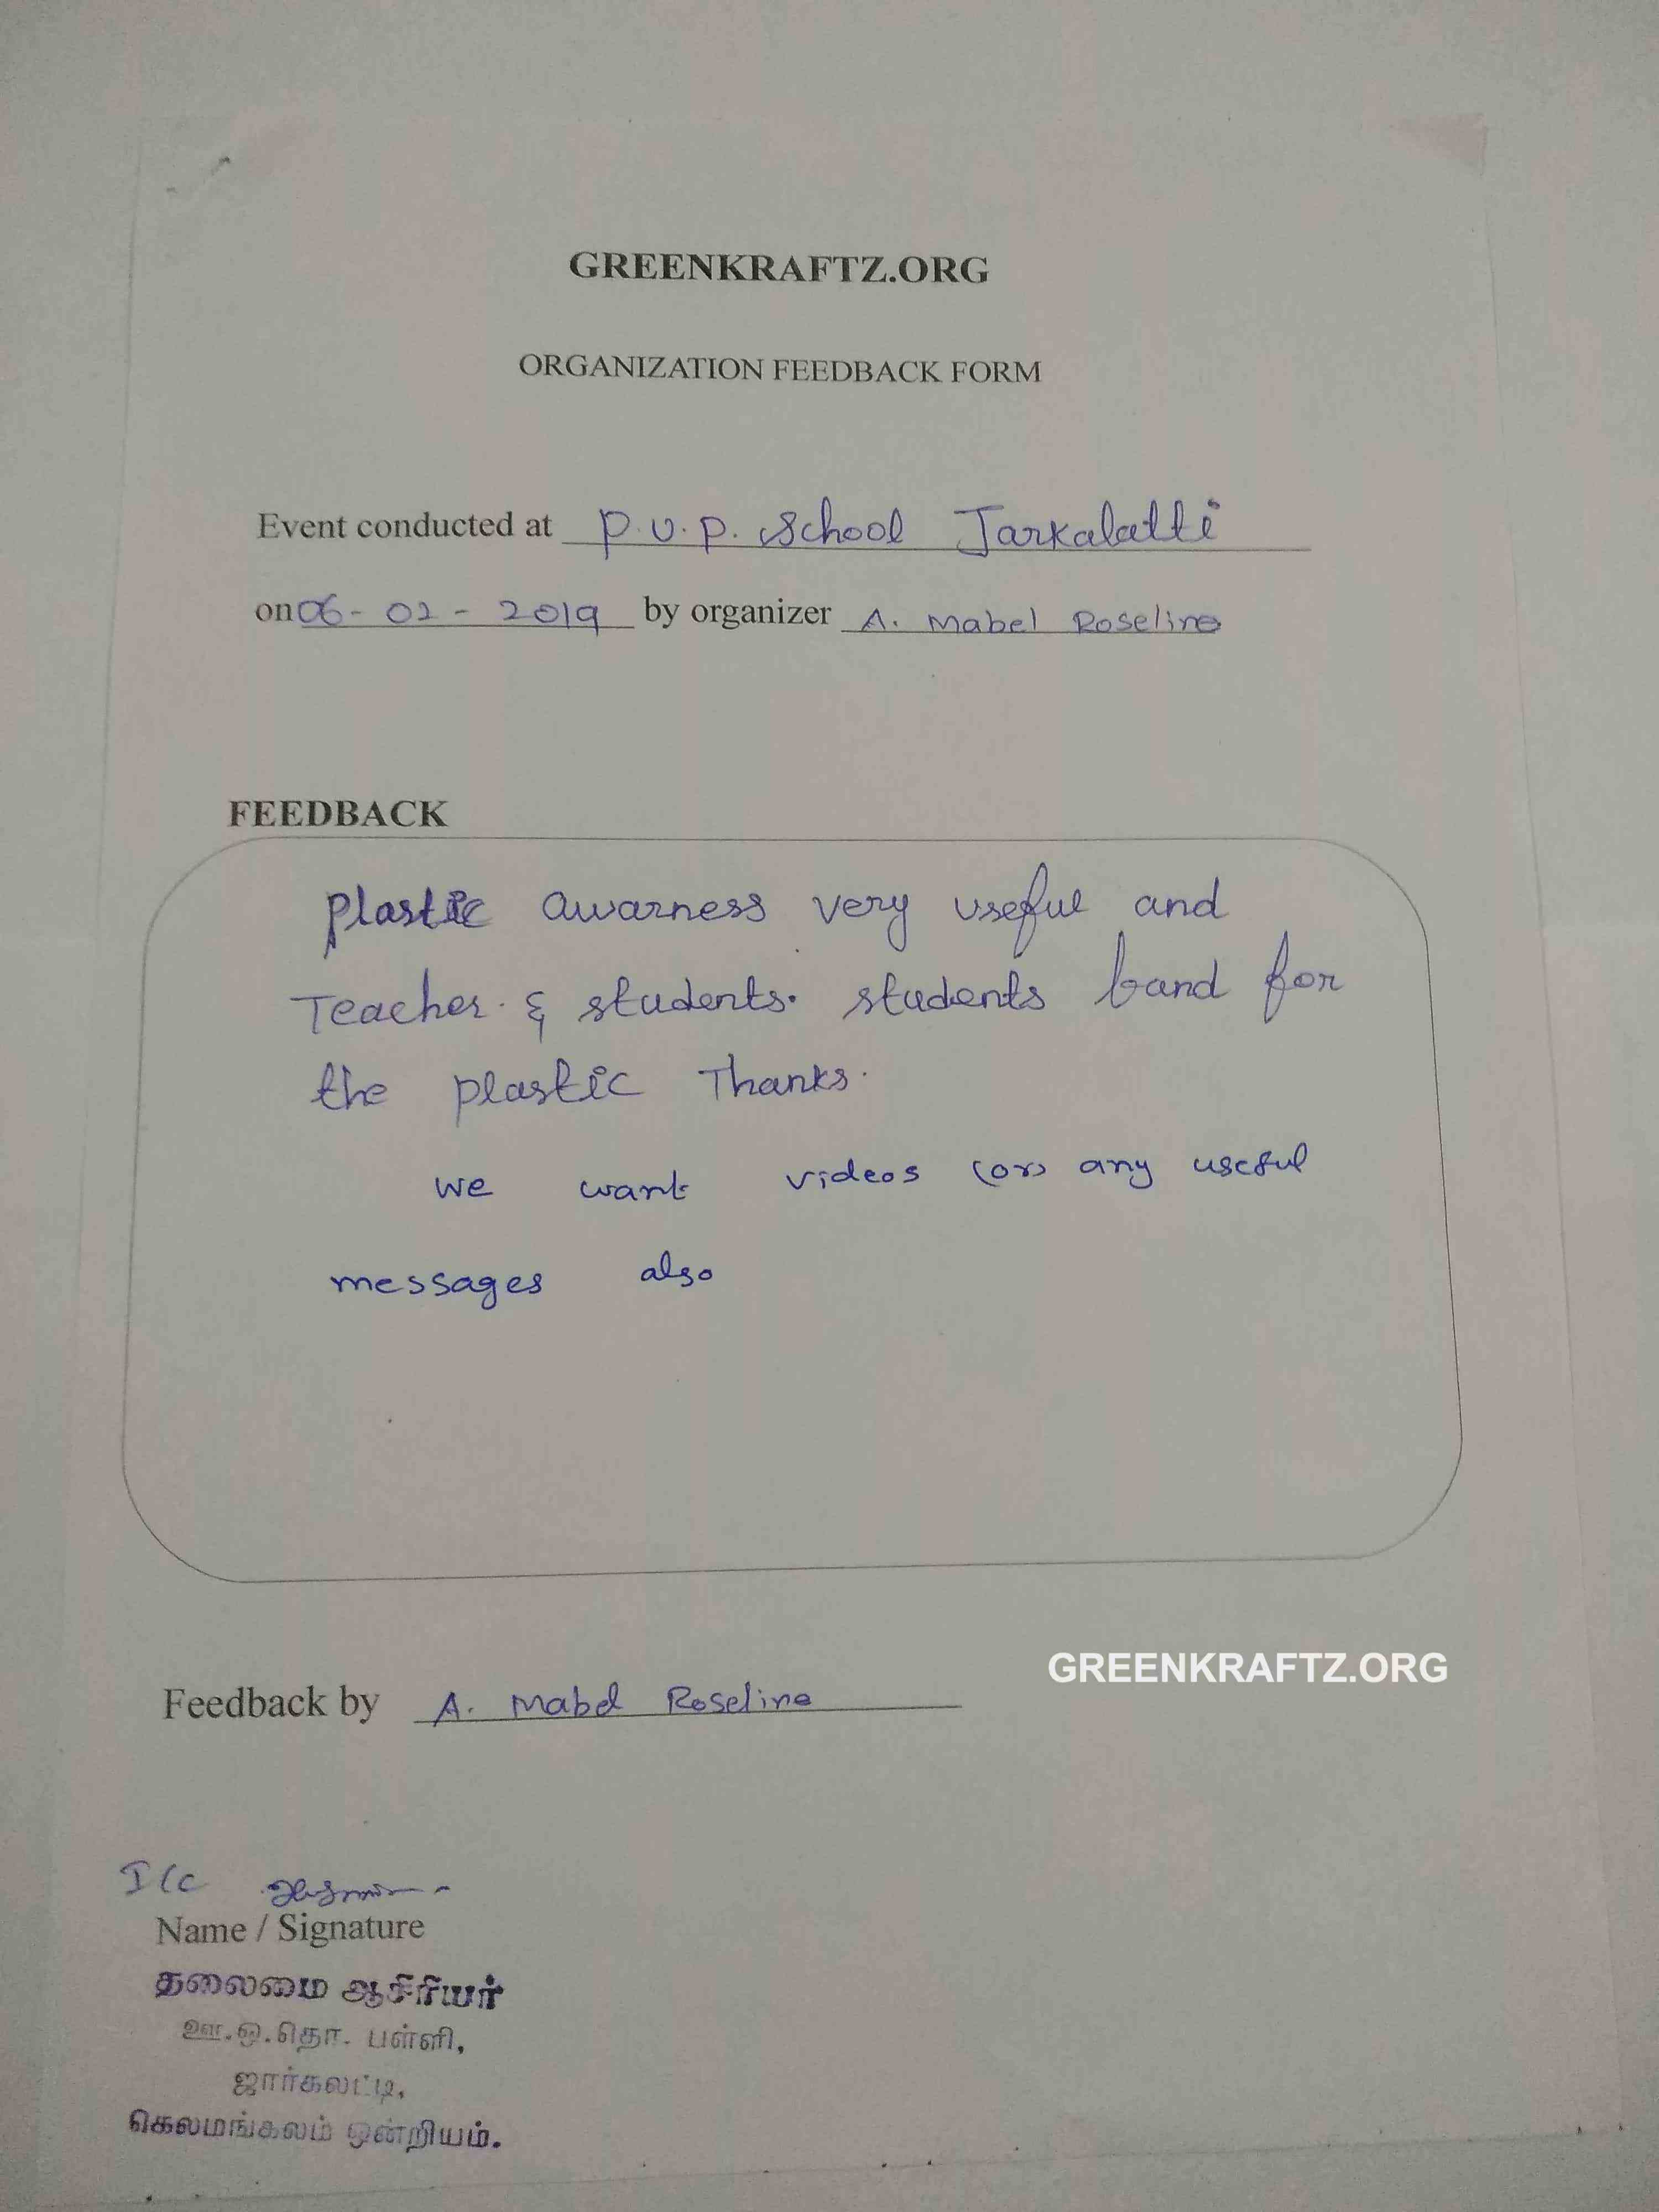 GREENKRAFTZ.ORG
ORGANIZATION FEEDBACK FORM
Event conducted at P.U.P. School Jarkalatti
on 06-02-2019 by organizer A. Mabel Roseline
FEEDBACK
plastic awarness very useful and
Teacher & students. students band for
the plastic Thanks.
we want videos (or) any useful
messages also
GREENKRAFTZ.ORG
Feedback by A. Mabel Roseline
I/c
Name / Signature
தலைமை ஆசிரியர்
ஊ.ஒ.தொ. பள்ளி,
ஜார்கலட்டி,
கெலமங்கலம் ஒன்றியம்.